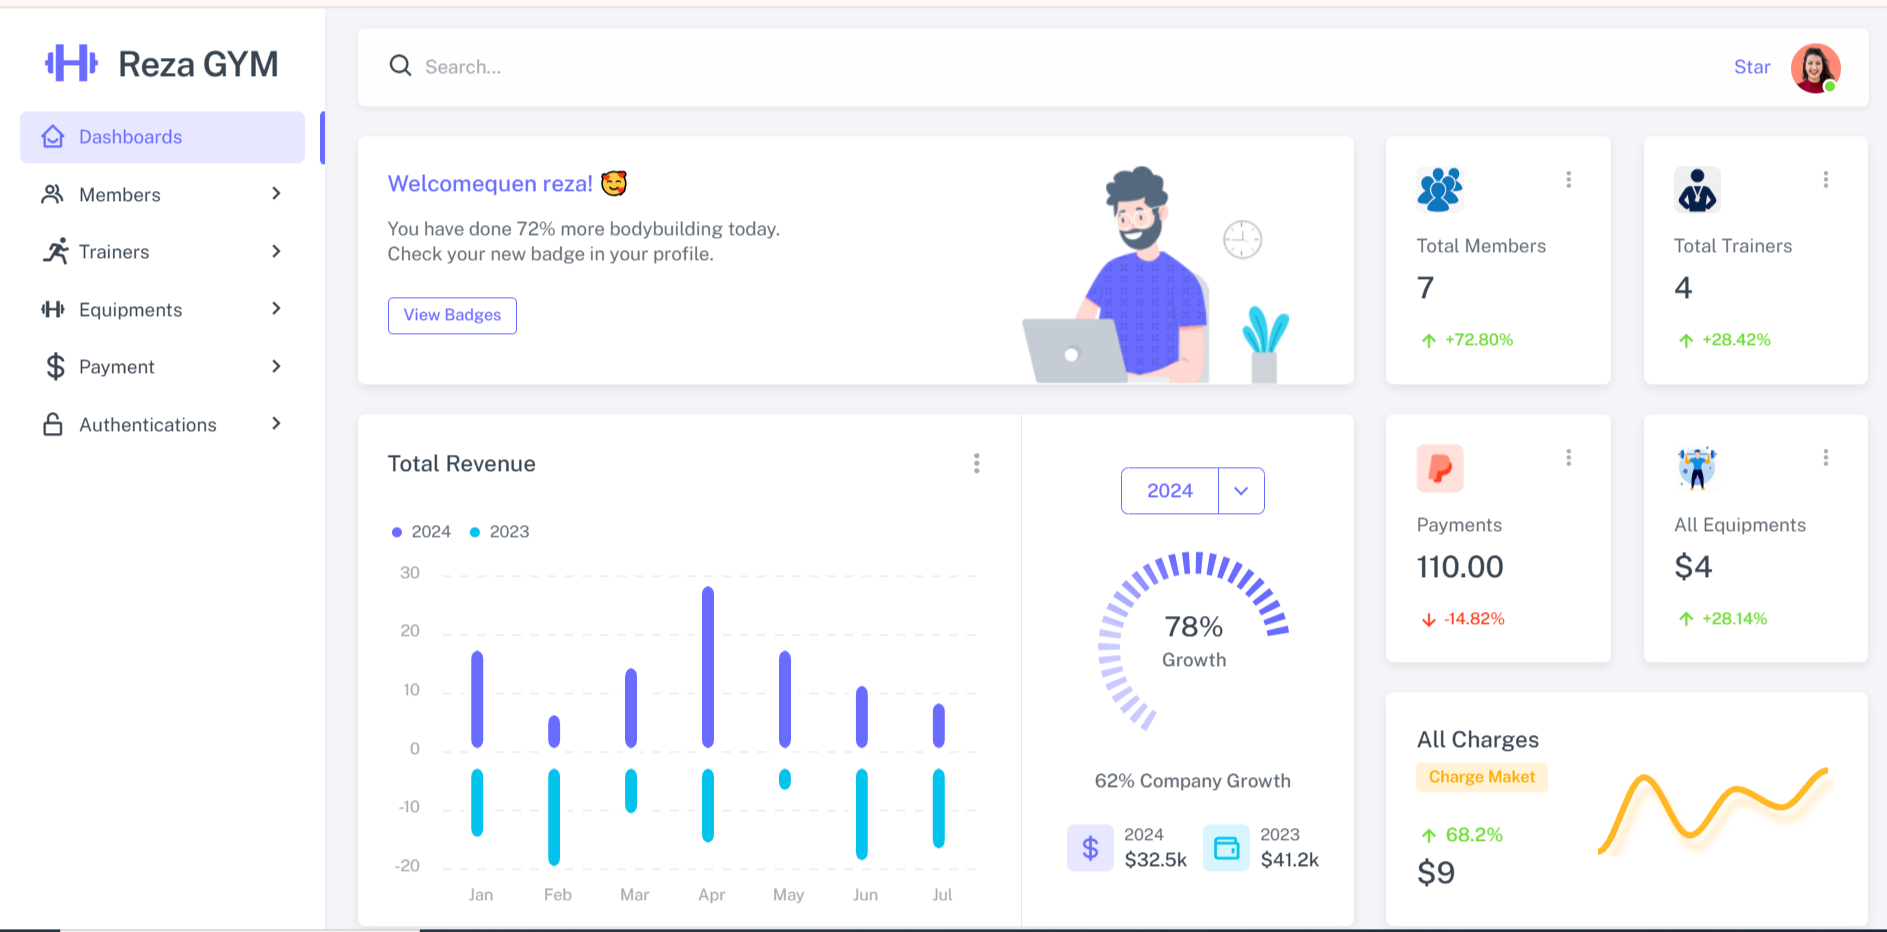 Reza GYM
Dashboards
Members
Trainers
Equipments
Payment
Authentications
Search...
Star
Welcomequen reza! 🥰
You have done 72% more bodybuilding today.
Check your new badge in your profile.
View Badges
Total Members
7
+72.80%
Total Trainers
4
+28.42%
Total Revenue
2024
2023
30
20
10
0
-10
-20
Jan
Feb
Mar
Apr
May
Jun
Jul
2024
78%
Growth
62% Company Growth
2024
$32.5k
2023
$41.2k
Payments
110.00
-14.82%
All Equipments
$4
+28.14%
All Charges
Charge Maket
68.2%
$9